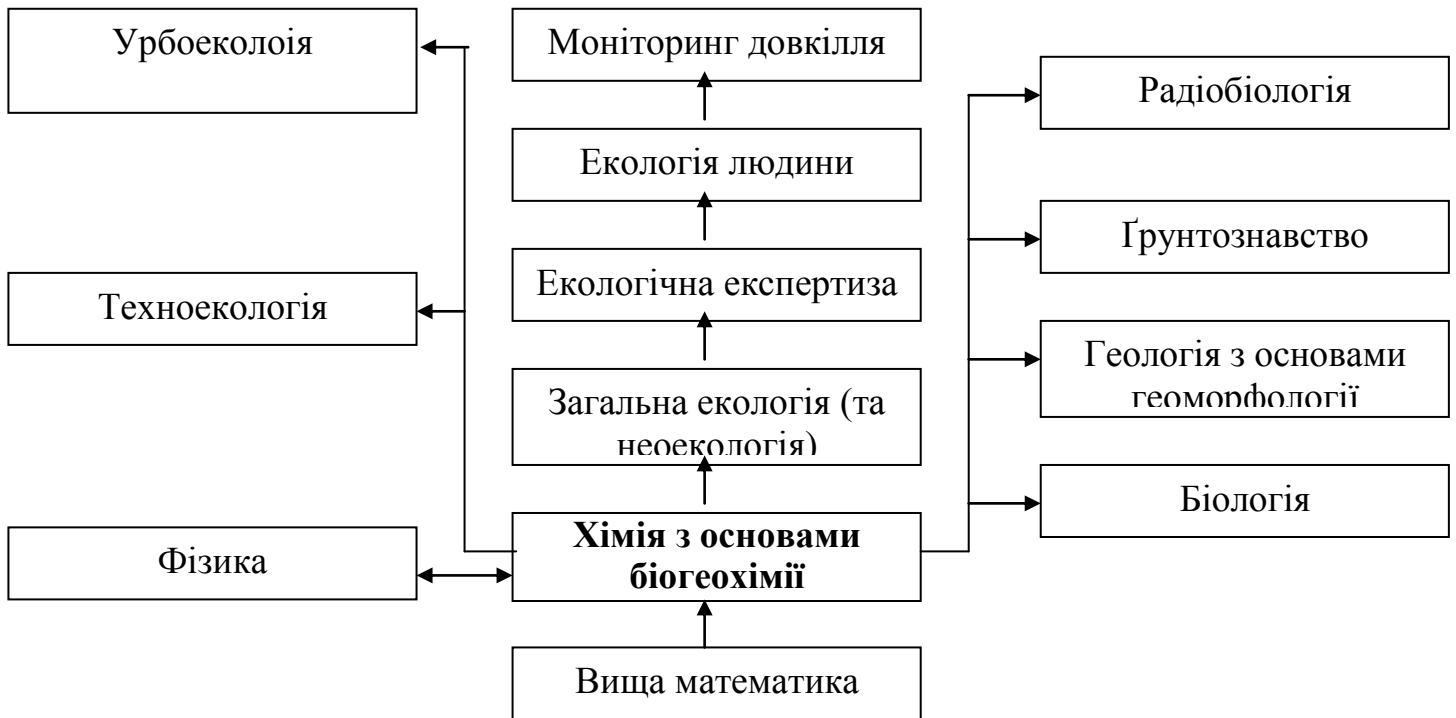 Урбоеколоія
Моніторинг довкілля
Радіобіологія
Екологія людини
Ґрунтознавство
Екологічна експертиза
Техноекологія
Геологія з основами
геоморфології
Загальна екологія (та
неоекологія)
Біологія
Хімія з основами
біогеохімії
Фізика
Вища математика